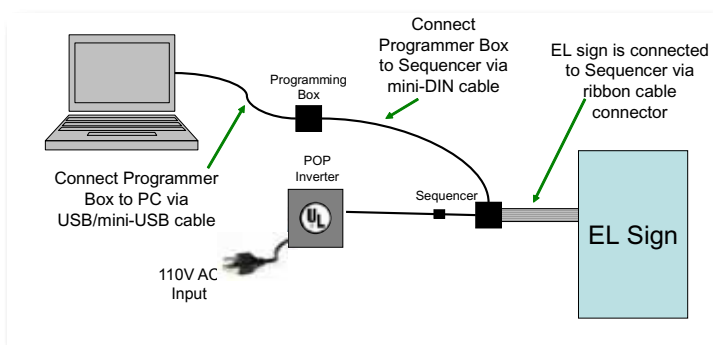 Connect
Programmer Box
to Sequencer via
mini-DIN cable
EL sign is connected
to Sequencer via
ribbon cable
connector
Programming
Box
Connect Programmer
Box to PC via
USB/mini-USB cable
POP
Inverter
UL
Sequencer
EL Sign
110V AC
Input